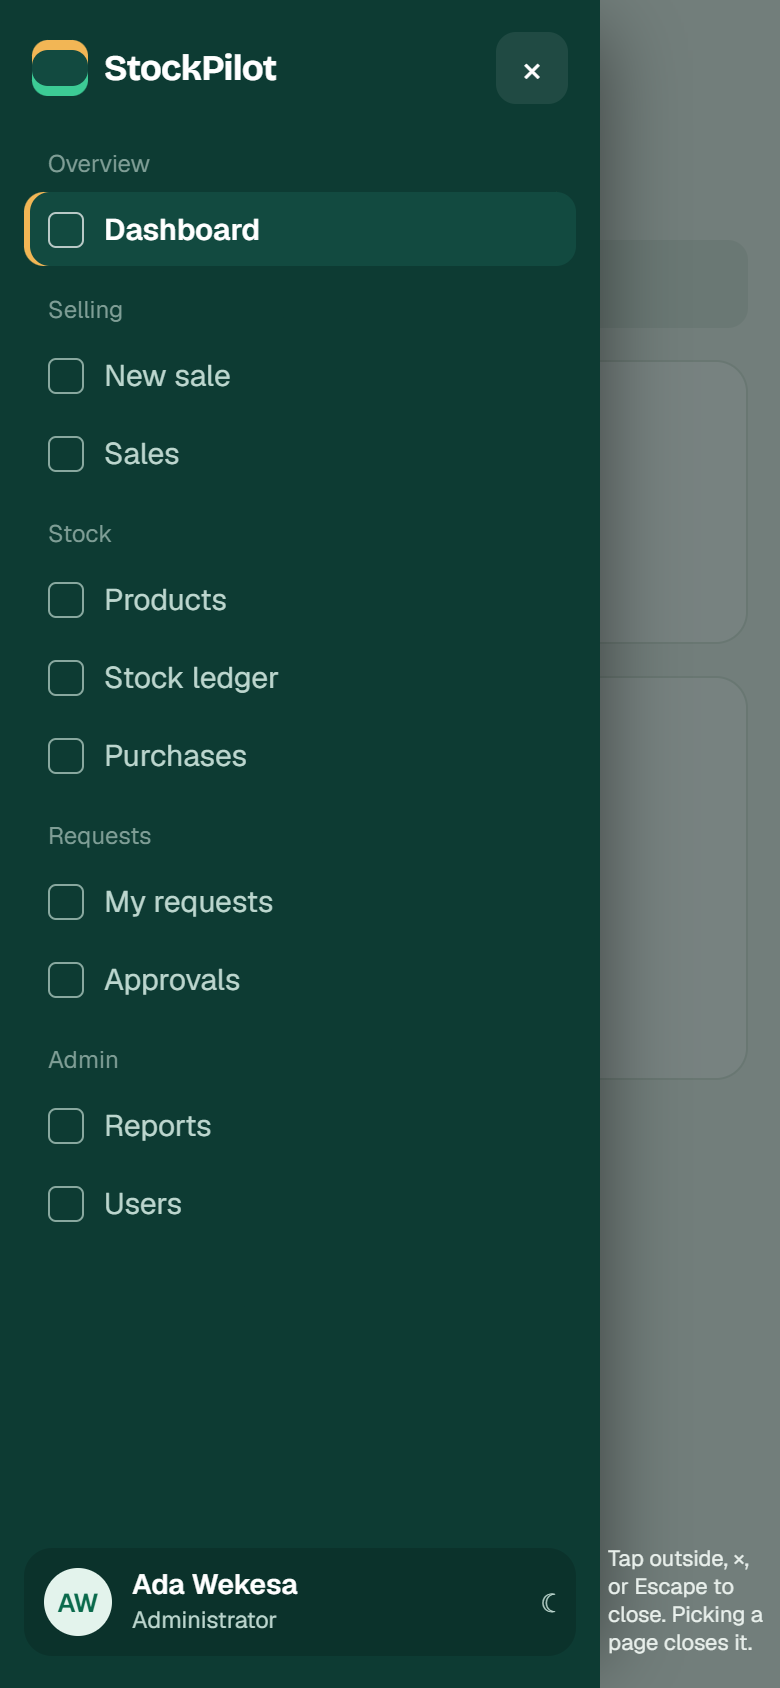 StockPilot
×
Overview
Dashboard
Selling
New sale
Sales
Stock
Products
Stock ledger
Purchases
Requests
My requests
Approvals
Admin
Reports
Users
AW
Ada Wekesa
Administrator
☾
Tap outside, ×,
or Escape to
close. Picking a
page closes it.